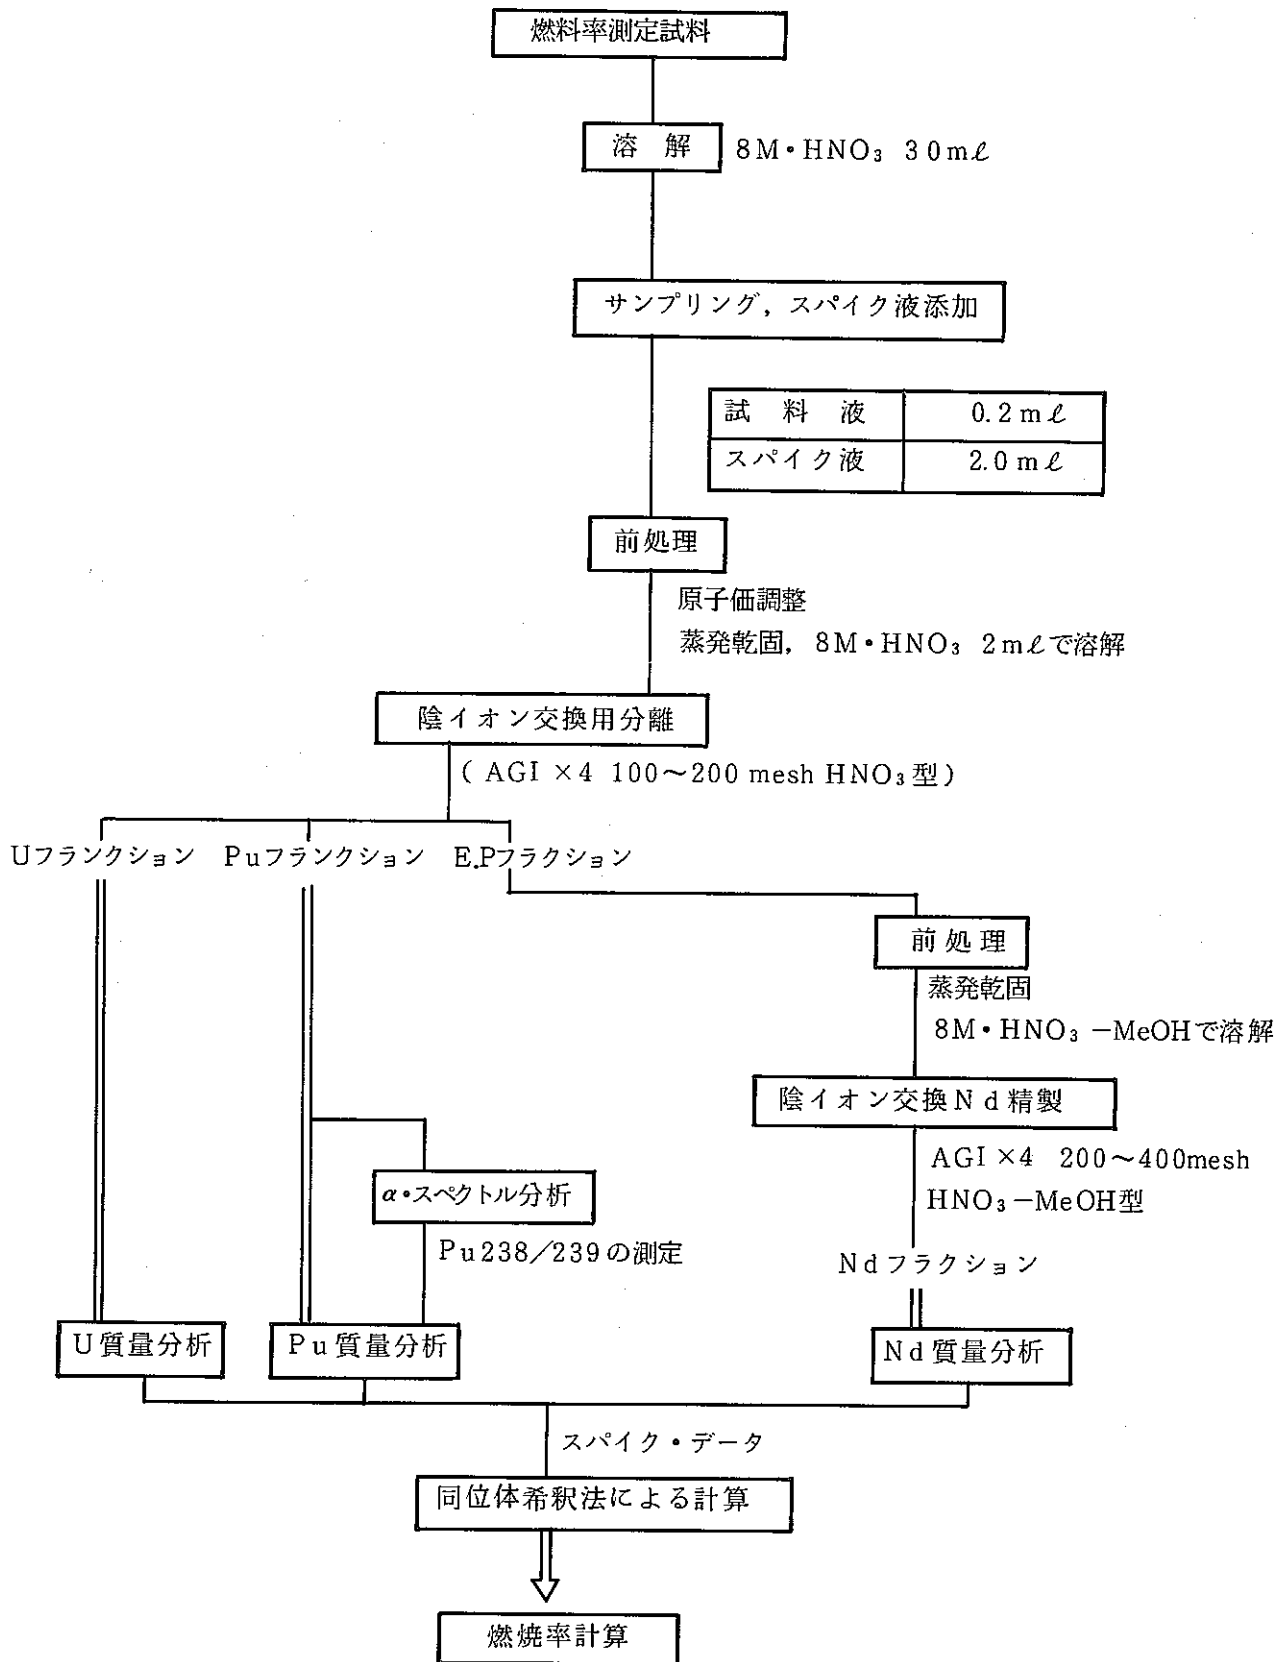 燃料率測定試料
溶 解 8M・HNO₃ 30mℓ
サンプリング，スパイク液添加
試 料 液 0.2mℓ
スパイク液 2.0mℓ
前処理
原子価調整
蒸発乾固，8M・HNO₃ 2mℓで溶解
陰イオン交換用分離
( AGI ×4 100～200 mesh HNO₃型 )
Uフランクション Puフランクション E.Pフラクション
前処理
蒸発乾固
8M・HNO₃ －MeOHで溶解
陰イオン交換Nd精製
AGI ×4 200～400mesh
HNO₃－MeOH型
α・スペクトル分析
Pu238／239の測定
Ndフラクション
U質量分析 Pu質量分析 Nd質量分析
スパイク・データ
同位体希釈法による計算
燃焼率計算